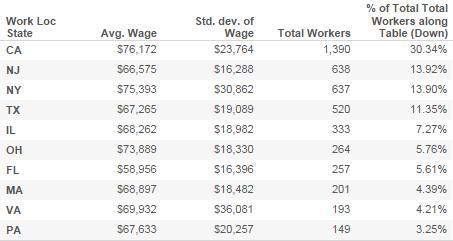 Work Loc State Avg. Wage Std. dev. of Wage Total Workers % of Total Total Workers along Table (Down)
CA $76,172 $23,764 1,390 30.34%
NJ $66,575 $16,288 638 13.92%
NY $75,393 $30,862 637 13.90%
TX $67,265 $19,089 520 11.35%
IL $68,262 $18,982 333 7.27%
OH $73,889 $18,330 264 5.76%
FL $58,956 $16,396 257 5.61%
MA $68,897 $18,482 201 4.39%
VA $69,932 $36,081 193 4.21%
PA $67,633 $20,257 149 3.25%